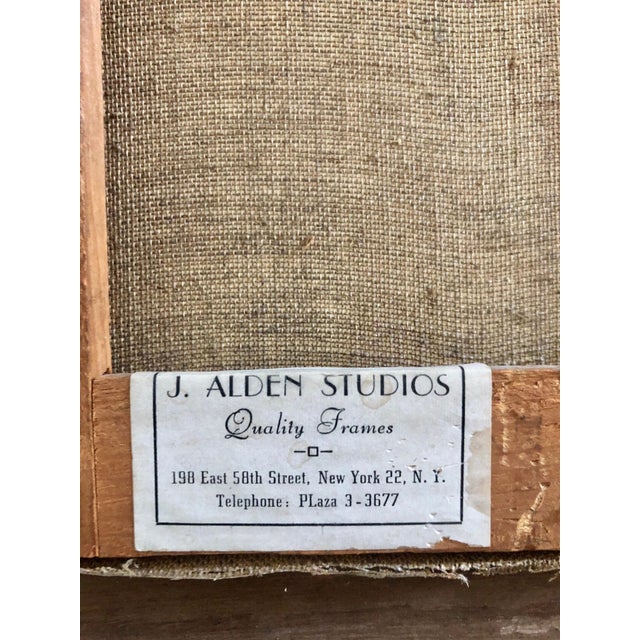 J. ALDEN STUDIOS
Quality Frames
198 East 58th Street, New York 22, N. Y.
Telephone: PLaza 3-3677